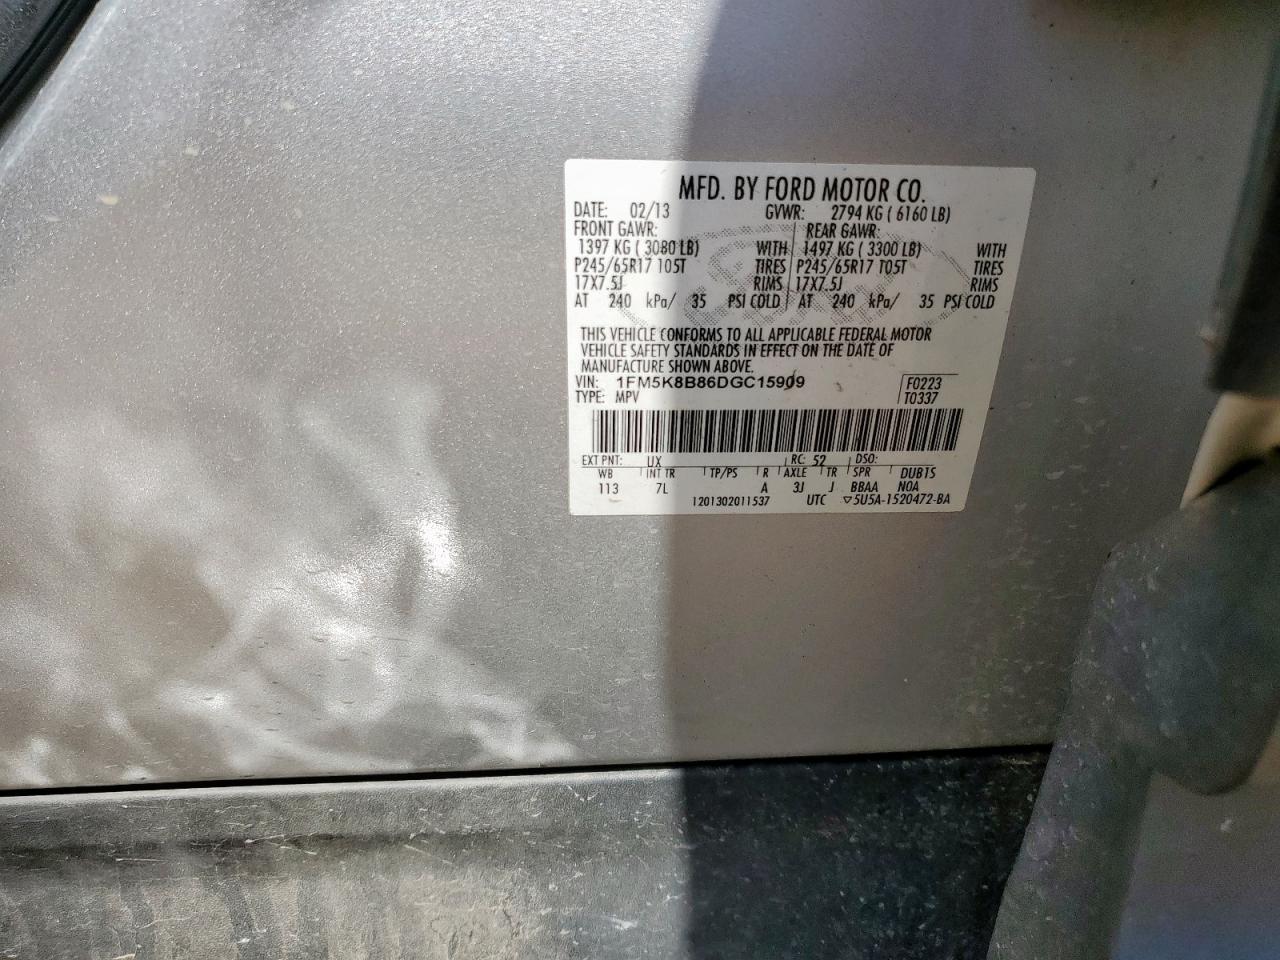 MFD. BY FORD MOTOR CO.
DATE: 02/13 GVWR: 2794 KG ( 6160 LB)
FRONT GAWR: REAR GAWR:
1397 KG ( 3080 LB) WITH 1497 KG ( 3300 LB) WITH
P245/65R17 105T TIRES P245/65R17 105T TIRES
17X7.5J RIMS 17X7.5J RIMS
AT 240 kPa/ 35 PSI COLD AT 240 kPa/ 35 PSI COLD
THIS VEHICLE CONFORMS TO ALL APPLICABLE FEDERAL MOTOR
VEHICLE SAFETY STANDARDS IN EFFECT ON THE DATE OF
MANUFACTURE SHOWN ABOVE.
VIN: 1FM5K8B86DGC15909 F0223
TYPE: MPV T0337
EXT PNT: UX RC: 52 DSO:
WB INT TR TP/PS R AXLE TR SPR DUBTS
113 7L A 3J J BBAA N0A
1201302011537 UTC ▽5U5A-1520472-BA